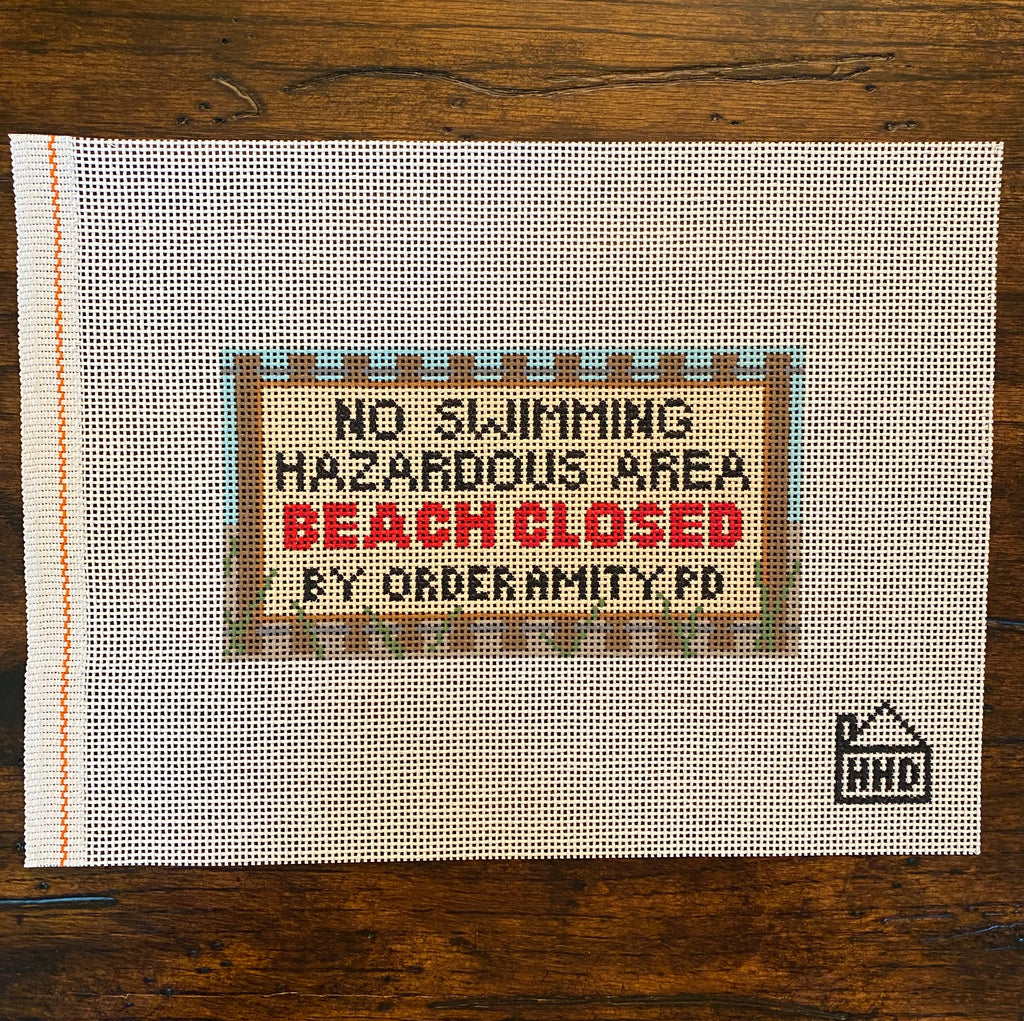 NO SWIMMING
HAZARDOUS AREA
BEACH CLOSED
BY ORDER AMITY.PD
HHD